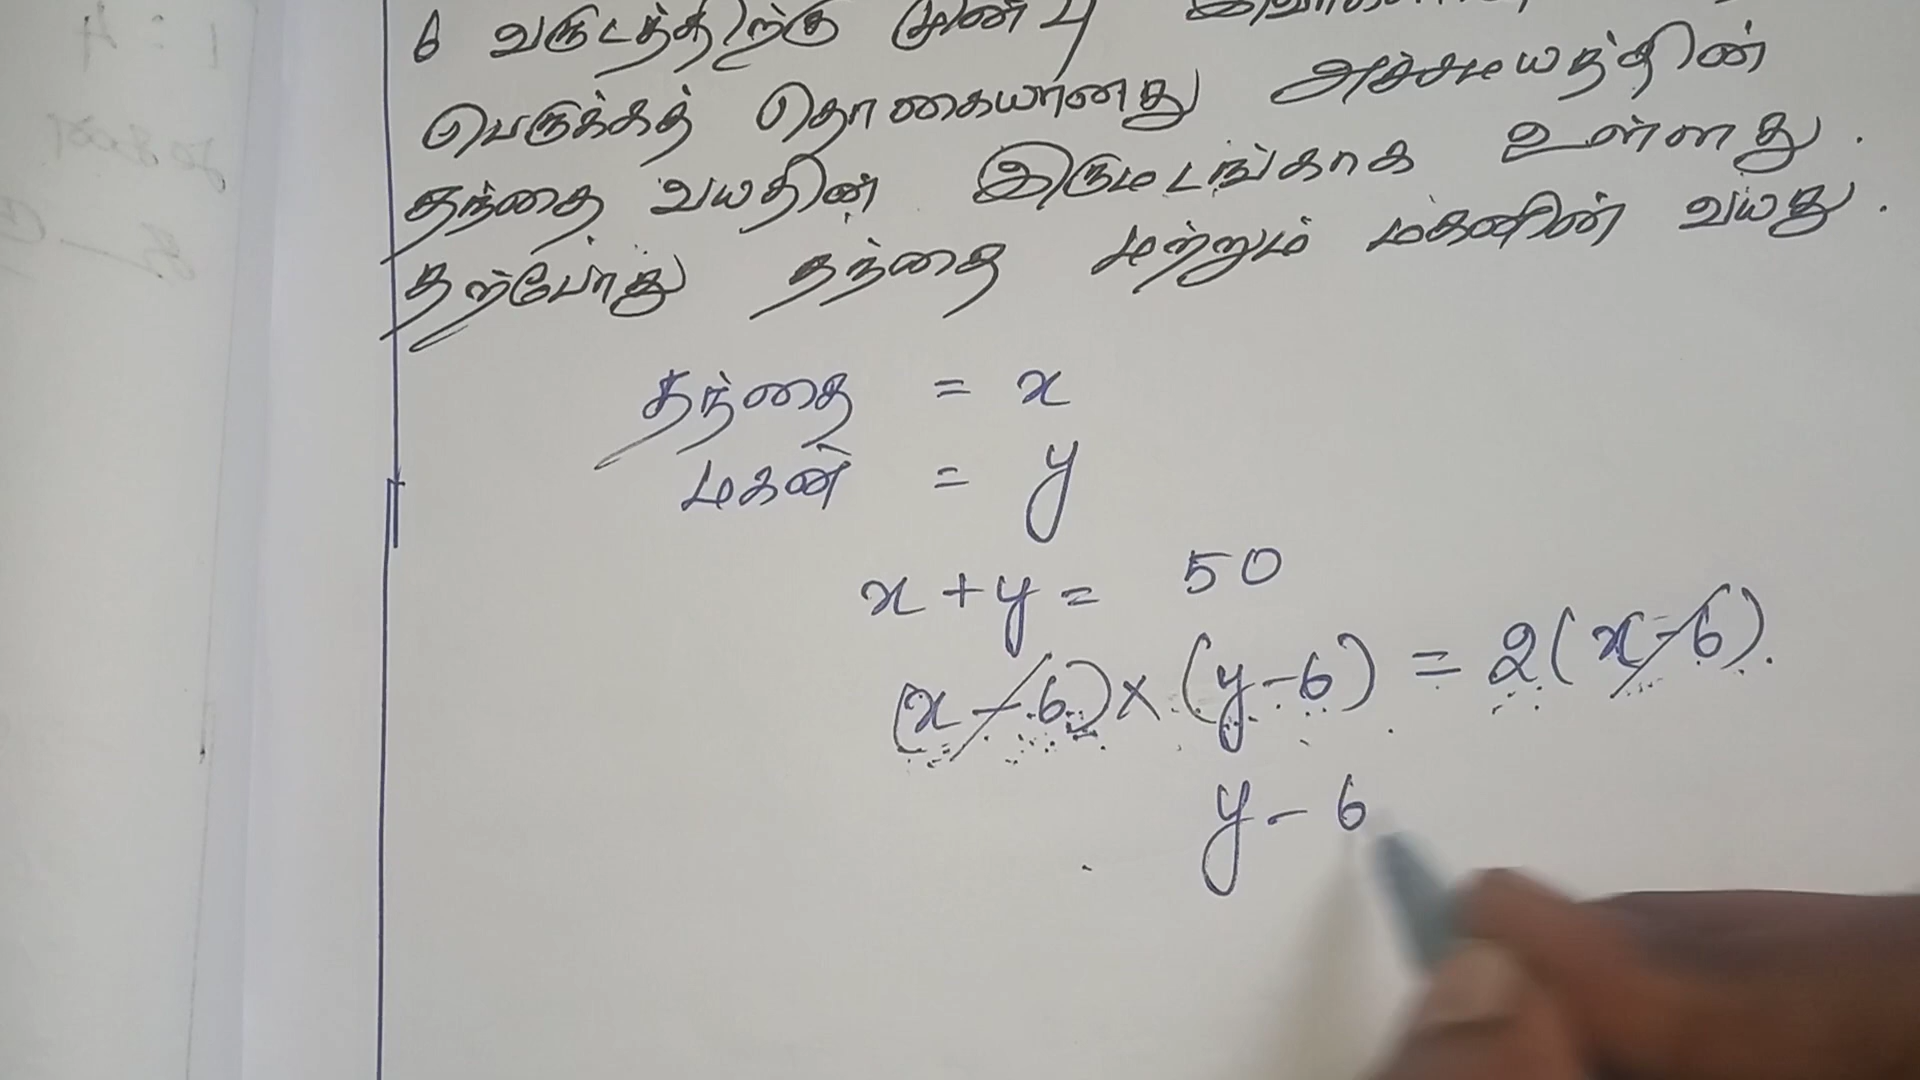 6 வருடத்திற்கு முன்பு
பெருக்கத் தொகையானது அச்சமயத்தின்
தந்தை வயதின் இருமடங்காக உள்ளது.
தற்போது தந்தை மற்றும் மகனின் வயது.
தந்தை = x
மகன் = y
x + y = 50
(x - 6) × (y - 6) = 2(x - 6).
y - 6